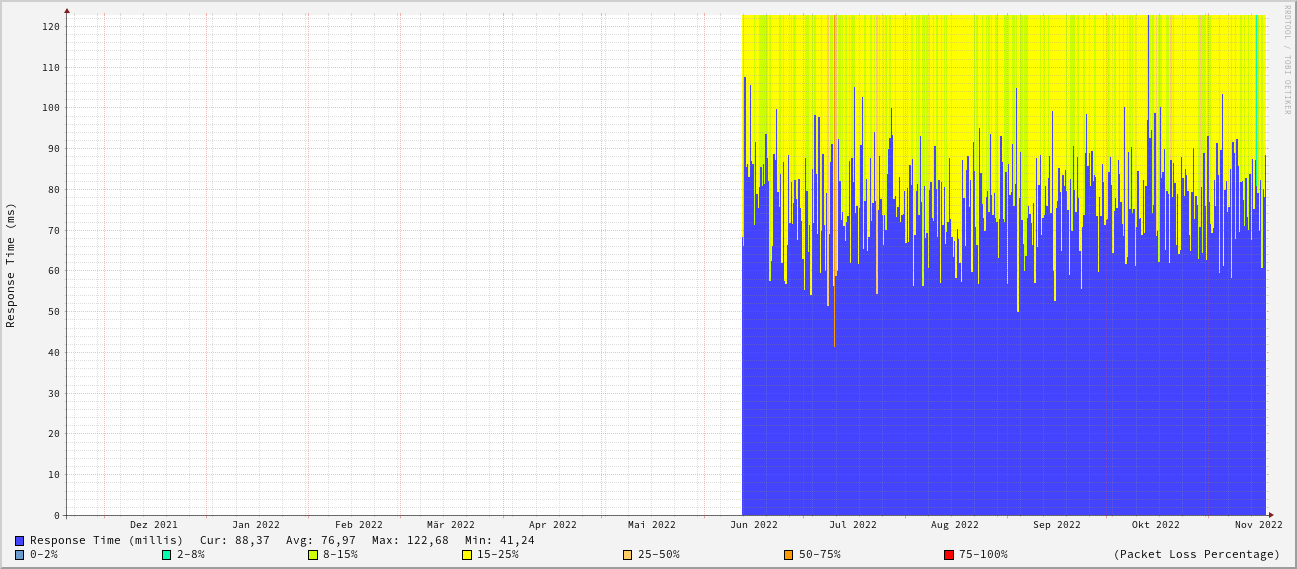 RRDTOOL / TOBI OETIKER
Response Time (ms)
120
110
100
90
80
70
60
50
40
30
20
10
0
Dez 2021 Jan 2022 Feb 2022 Mär 2022 Apr 2022 Mai 2022 Jun 2022 Jul 2022 Aug 2022 Sep 2022 Okt 2022 Nov 2022
Response Time (millis) Cur: 88,37 Avg: 76,97 Max: 122,68 Min: 41,24
0-2% 2-8% 8-15% 15-25% 25-50% 50-75% 75-100% (Packet Loss Percentage)